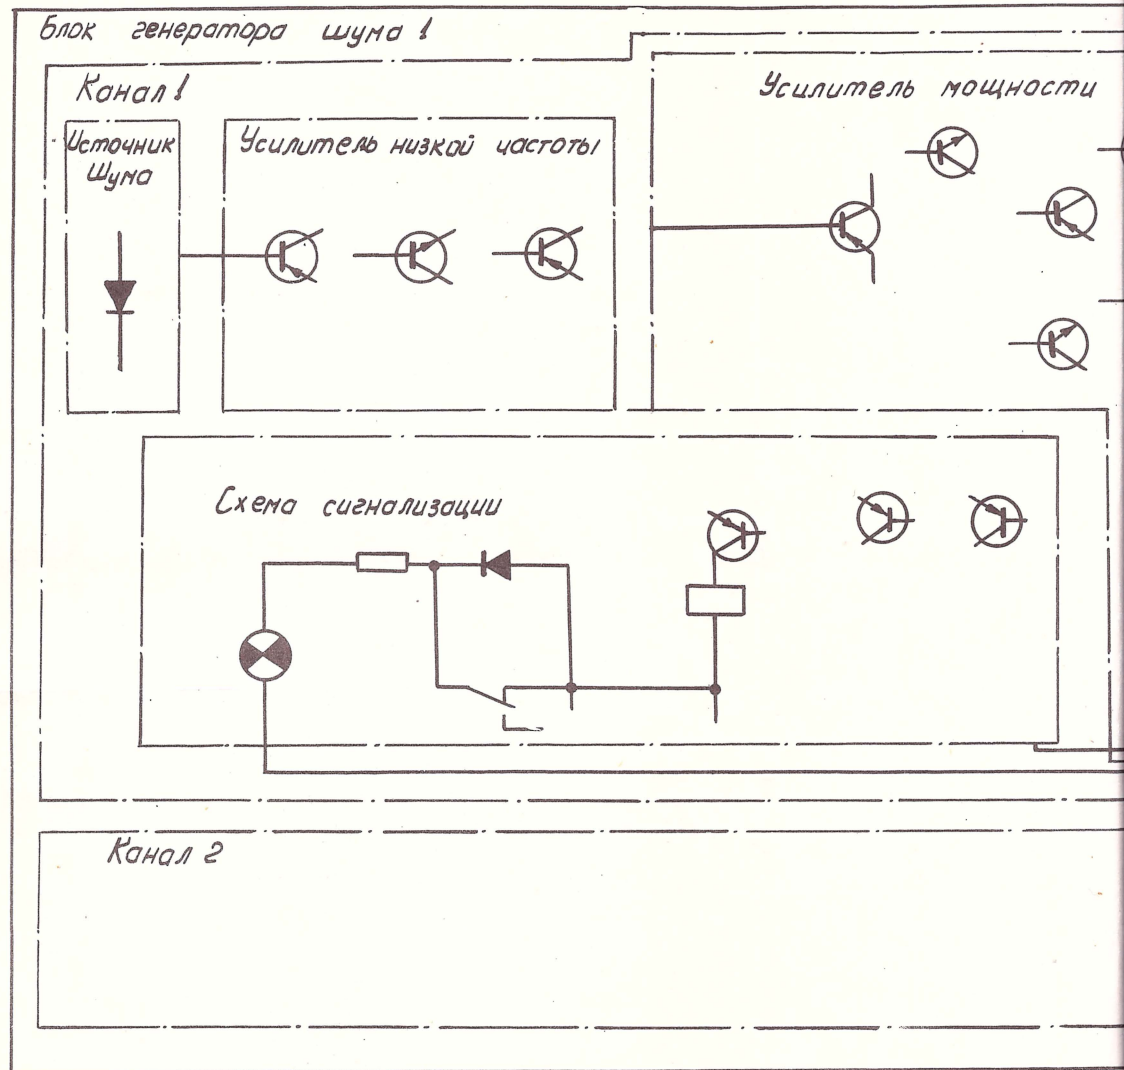 Блок генератора шума 1
Канал 1
Усилитель мощности
Источник
Шума
Усилитель низкой частоты
Схема сигнализации
Канал 2